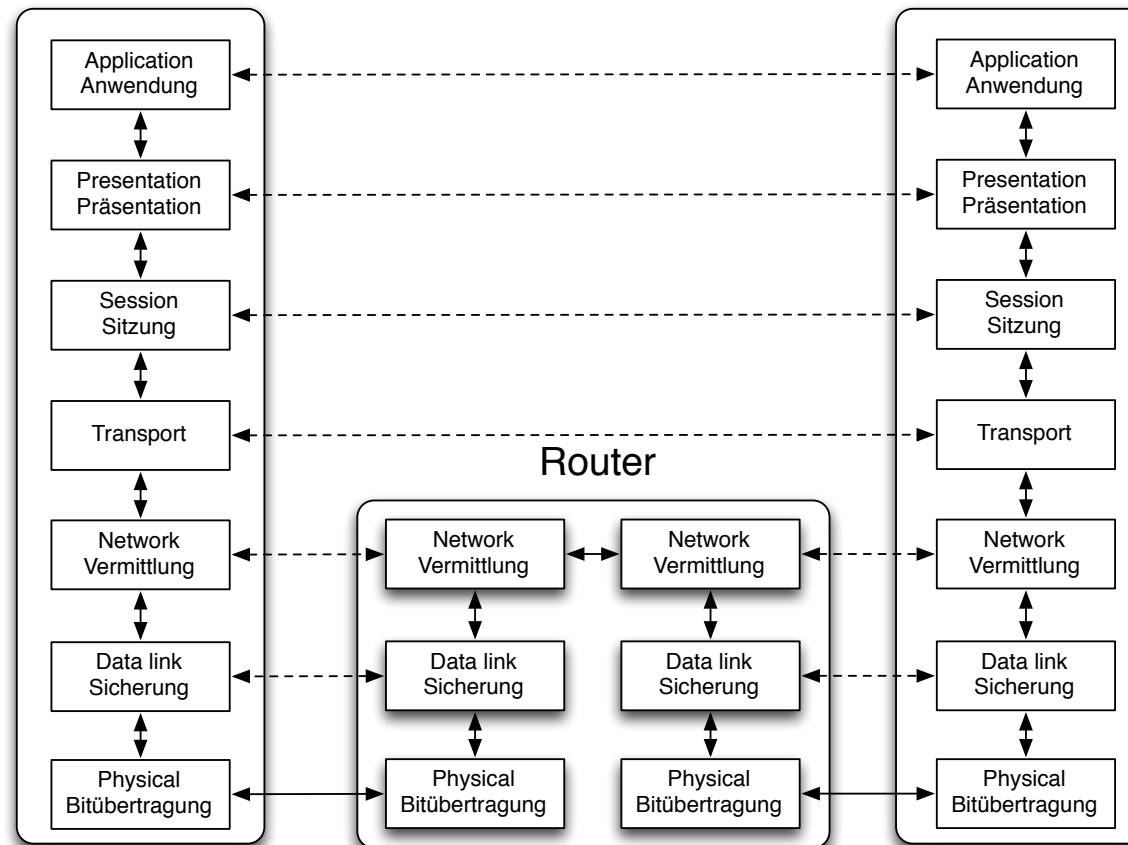 Application
Anwendung
Presentation
Präsentation
Session
Sitzung
Transport
Network
Vermittlung
Data link
Sicherung
Physical
Bitübertragung
Router
Network
Vermittlung
Data link
Sicherung
Physical
Bitübertragung
Network
Vermittlung
Data link
Sicherung
Physical
Bitübertragung
Application
Anwendung
Presentation
Präsentation
Session
Sitzung
Transport
Network
Vermittlung
Data link
Sicherung
Physical
Bitübertragung